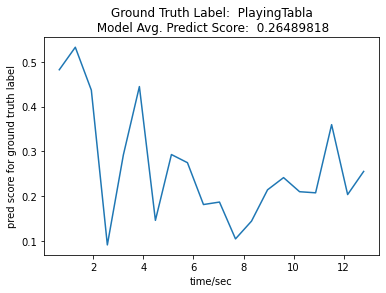 Ground Truth Label:  PlayingTabla
Model Avg. Predict Score:  0.26489818
pred score for ground truth label
0.5
0.4
0.3
0.2
0.1
2
4
6
8
10
12
time/sec